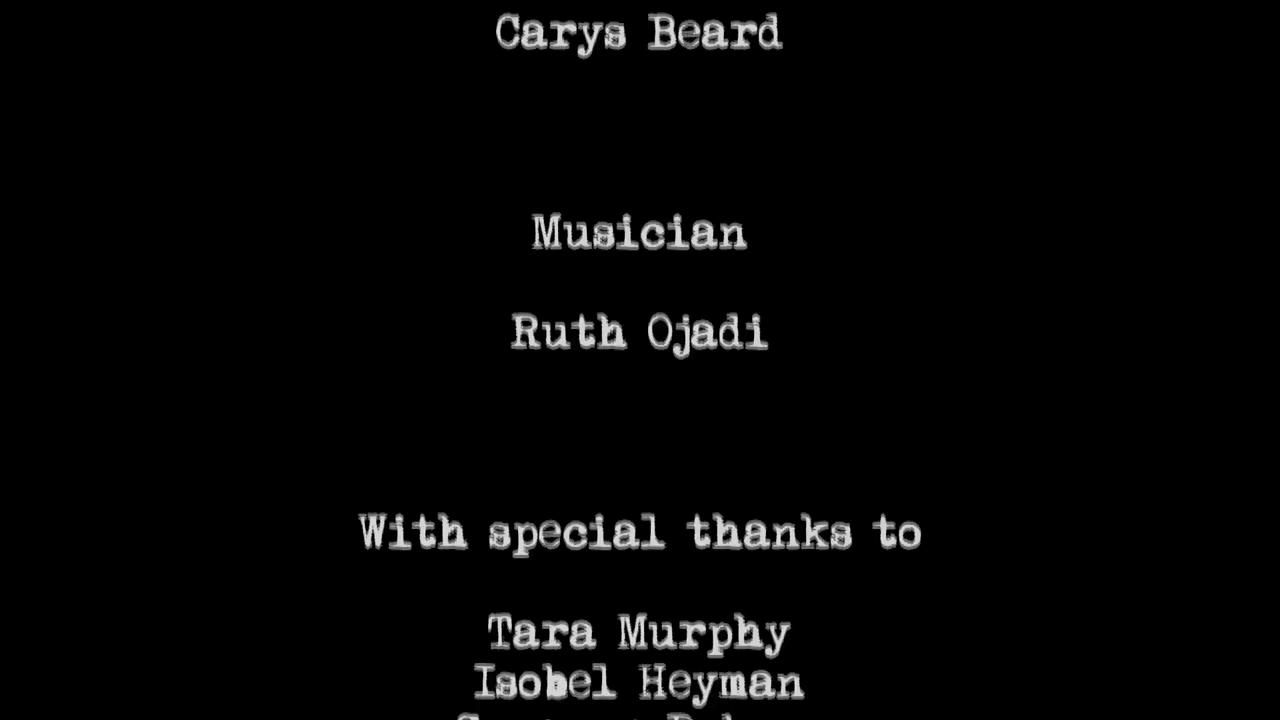 Carys Beard
Musician
Ruth Ojadi
With special thanks to
Tara Murphy
Isobel Heyman